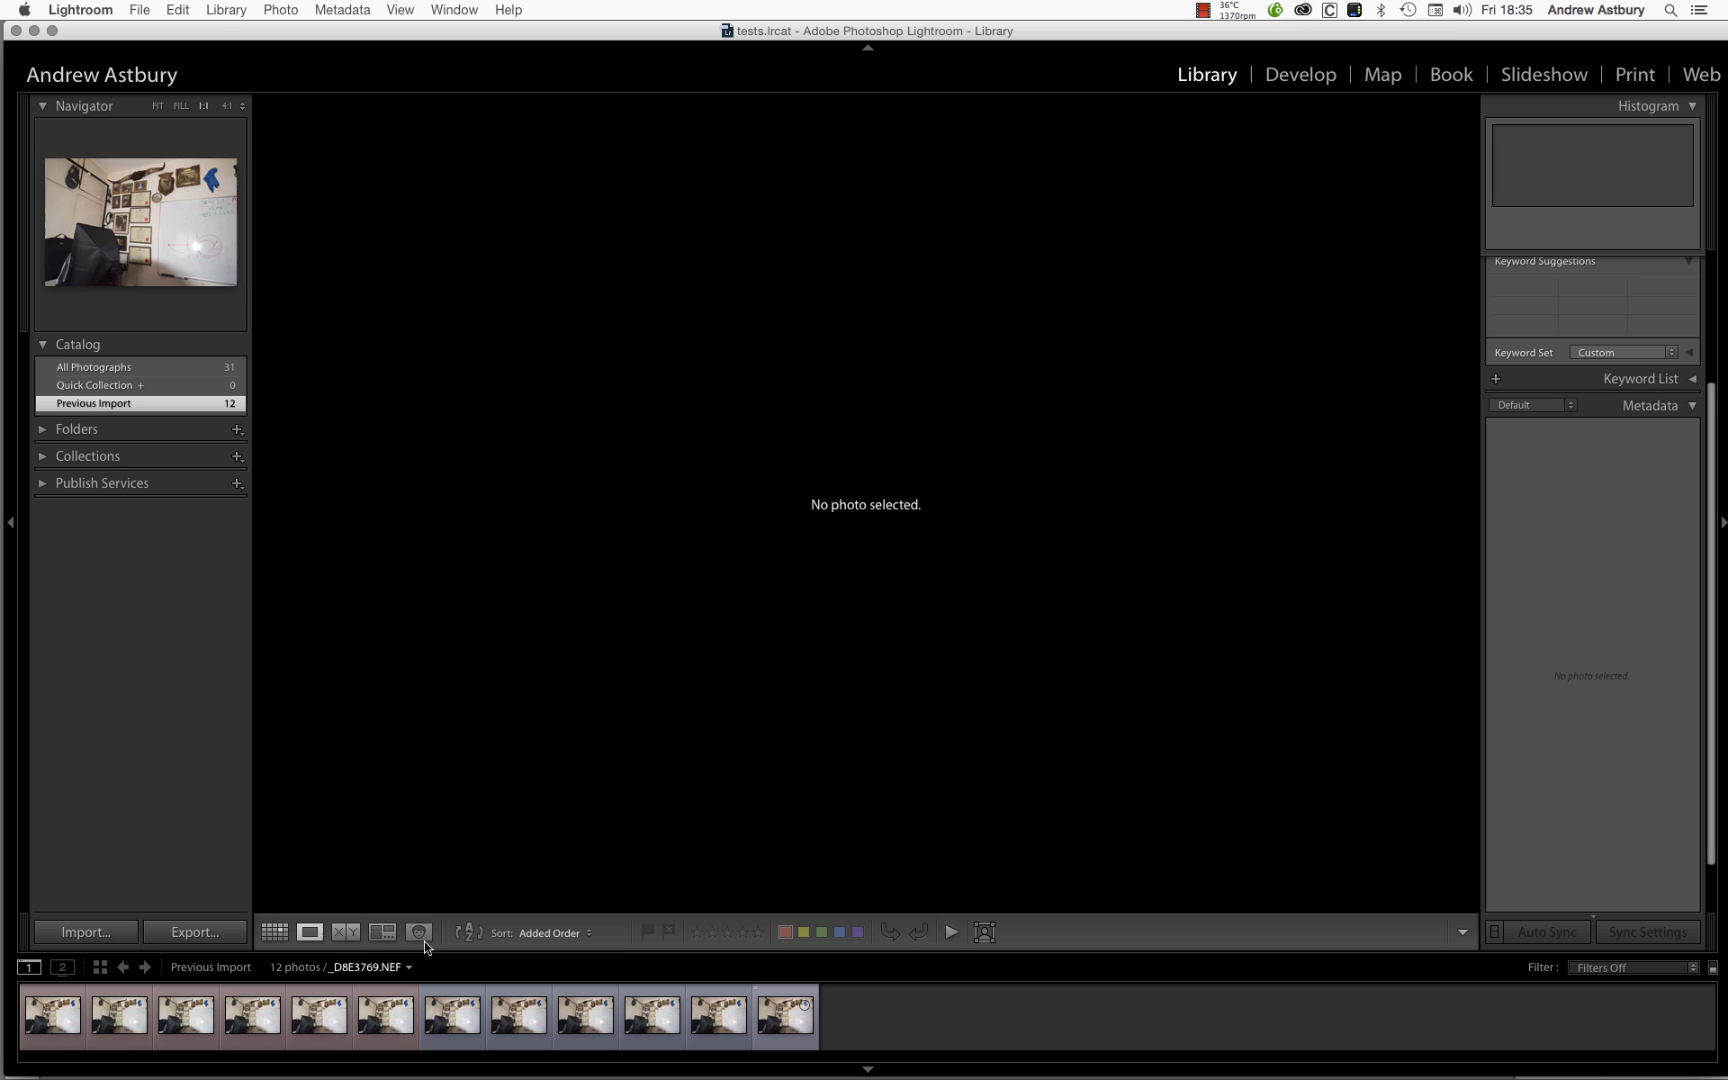 Lightroom File Edit Library Photo Metadata View Window Help 36°C 1370rpm Fri 18:35 Andrew Astbury
tests.lrcat - Adobe Photoshop Lightroom - Library
Andrew Astbury Library | Develop | Map | Book | Slideshow | Print | Web
Navigator FIT FILL 1:1 4:1 Histogram
Keyword Suggestions
Catalog
Keyword Set Custom
All Photographs 31
Quick Collection + 0
Keyword List
Previous Import 12
Default Metadata
Folders
Collections
Publish Services
No photo selected.
No photo selected.
Import... Export... XY Sort: Added Order Auto Sync Sync Settings
1 2 Previous Import 12 photos / _D8E3769.NEF Filter : Filters Off